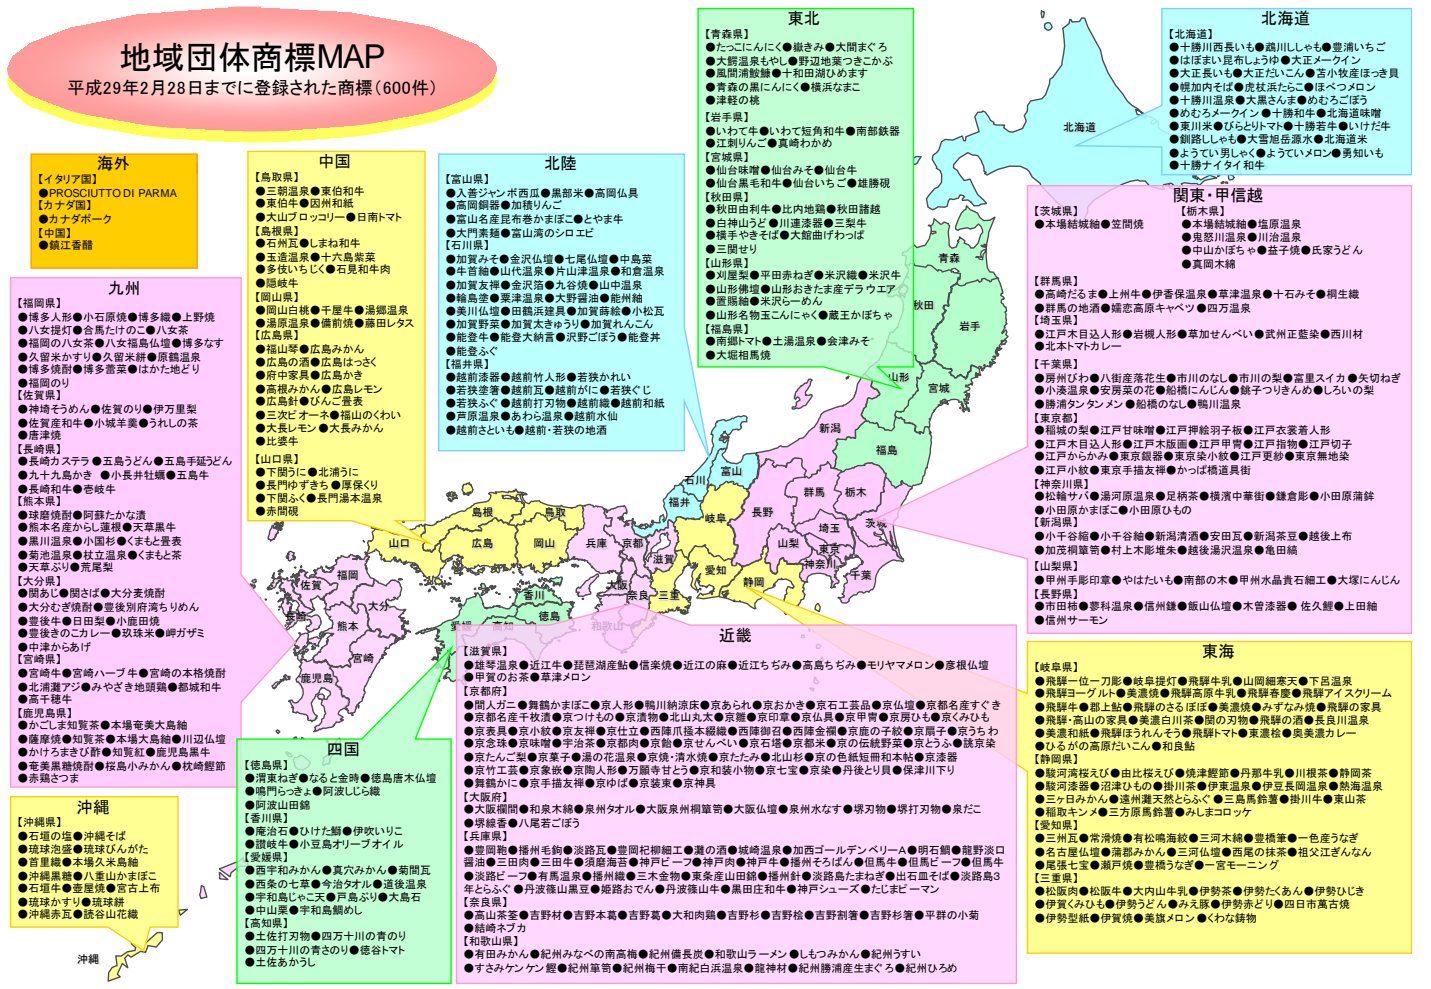 地域団体商標MAP
平成29年2月28日までに登録された商標（600件）
海外
【イタリア国】
●PROSCIUTTO DI PARMA
【カナダ国】
●カナダポーク
【中国】
●鎮江香醋
九州
【福岡県】
●博多人形●小石原焼●博多織●上野焼
●八女提灯●合馬たけのこ●八女茶
●福岡の八女茶●八女福島仏壇●博多なす
●久留米かすり●久留米絣●原鶴温泉
●博多焼酎●博多蕾菜●はかた地どり
●福岡のり
【佐賀県】
●神埼そうめん●佐賀のり●伊万里梨
●佐賀産和牛●小城羊羹●うれしの茶
●唐津焼
【長崎県】
●長崎カステラ●五島うどん●五島手延うどん
●九十九島かき ●小長井牡蠣●五島牛
●長崎和牛●壱岐牛
【熊本県】
●球磨焼酎●阿蘇たかな漬
●熊本名産からし蓮根●天草黒牛
●黒川温泉●小国杉●くまもと畳表
●菊池温泉●杖立温泉●くまもと茶
●天草ぶり●荒尾梨
【大分県】
●関あじ●関さば●大分麦焼酎
●大分むぎ焼酎●豊後別府湾ちりめん
●豊後牛●日田梨●小鹿田焼
●豊後きのこカレー●玖珠米●岬ガザミ
●中津からあげ
【宮崎県】
●宮崎牛●宮崎ハーブ牛●宮崎の本格焼酎
●北浦灘アジ●みやざき地頭鶏●都城和牛
●高千穂牛
【鹿児島県】
●かごしま知覧茶●本場奄美大島紬
●薩摩焼●知覧茶●本場大島紬●川辺仏壇
●かけろまきび酢●知覧紅●鹿児島黒牛
●奄美黒糖焼酎●桜島小みかん●枕崎鰹節
●赤鶏さつま
沖縄
【沖縄県】
●石垣の塩●沖縄そば
●琉球泡盛●琉球びんがた
●首里織●本場久米島紬
●沖縄黒糖●八重山かまぼこ
●石垣牛●壺屋焼●宮古上布
●琉球かすり●琉球絣
●沖縄赤瓦●読谷山花織
中国
【鳥取県】
●三朝温泉●東伯和牛
●東伯牛●因州和紙
●大山ブロッコリー●日南トマト
【島根県】
●石州瓦●しまね和牛
●玉造温泉●十六島紫菜
●多伎いちじく●石見和牛肉
●隠岐牛
【岡山県】
●岡山白桃●千屋牛●湯郷温泉
●湯原温泉●備前焼●藤田レタス
【広島県】
●福山琴●広島みかん
●広島の酒●広島はっさく
●府中家具●広島かき
●高根みかん●広島レモン
●広島針●びんご畳表
●三次ピオーネ●福山のくわい
●大長レモン●大長みかん
●比婆牛
【山口県】
●下関うに●北浦うに
●長門ゆずきち●厚保くり
●下関ふく●長門湯本温泉
●赤間硯
四国
【徳島県】
●渭東ねぎ●なると金時●徳島唐木仏壇
●鳴門らっきょ●阿波しじら織
●阿波山田錦
【香川県】
●庵治石●ひけた鰤●伊吹いりこ
●讃岐牛●小豆島オリーブオイル
【愛媛県】
●西宇和みかん●真穴みかん●菊間瓦
●西条の七草●今治タオル●道後温泉
●宇和島じゃこ天●戸島ぶり●大島石
●中山栗●宇和島鯛めし
【高知県】
●土佐打刃物●四万十川の青のり
●四万十川の青さのり●徳谷トマト
●土佐あかうし
北陸
【富山県】
●入善ジャンボ西瓜●黒部米●高岡仏具
●高岡銅器●加積りんご
●富山名産昆布巻かまぼこ●とやま牛
●大門素麺●富山湾のシロエビ
【石川県】
●加賀みそ●金沢仏壇●七尾仏壇●中島菜
●牛首紬●山代温泉●片山津温泉●和倉温泉
●加賀友禅●金沢箔●九谷焼●山中温泉
●輪島塗●粟津温泉●大野醤油●能州紬
●美川仏壇●田鶴浜建具●加賀蒔絵●小松瓦
●加賀野菜●加賀太きゅうり●加賀れんこん
●能登牛●能登大納言●沢野ごぼう●能登丼
●能登ふぐ
【福井県】
●越前漆器●越前竹人形●若狭かれい
●若狭塗箸●越前瓦●越前がに●若狭ぐじ
●若狭ふぐ●越前打刃物●越前織●越前和紙
●芦原温泉●あわら温泉●越前水仙
●越前さといも●越前・若狭の地酒
東北
【青森県】
●たっこにんにく●嶽きみ●大間まぐろ
●大鰐温泉もやし●野辺地葉つきこかぶ
●風間浦鮟鱇●十和田湖ひめます
●青森の黒にんにく●横浜なまこ
●津軽の桃
【岩手県】
●いわて牛●いわて短角和牛●南部鉄器
●江刺りんご●真崎わかめ
【宮城県】
●仙台味噌●仙台みそ●仙台牛
●仙台黒毛和牛●仙台いちご●雄勝硯
【秋田県】
●秋田由利牛●比内地鶏●秋田諸越
●白神山うど●川連漆器●三梨牛
●横手やきそば●大館曲げわっぱ
●三関せり
【山形県】
●刈屋梨●平田赤ねぎ●米沢織●米沢牛
●山形佛壇●山形おきたま産デラウエア
●置賜紬●米沢らーめん
●山形名物玉こんにゃく●蔵王かぼちゃ
【福島県】
●南郷トマト●土湯温泉●会津みそ
●大堀相馬焼
北海道
【北海道】
●十勝川西長いも●鵡川ししゃも●豊浦いちご
●はぼまい昆布しょうゆ●大正メークイン
●大正長いも●大正だいこん●苫小牧産ほっき貝
●幌加内そば●虎杖浜たらこ●ほべつメロン
●十勝川温泉●大黒さんま●めむろごぼう
●めむろメークイン●十勝和牛●北海道味噌
●東川米●びらとりトマト●十勝若牛●いけだ牛
●釧路ししゃも●大雪旭岳源水●北海道米
●ようてい男しゃく●ようていメロン●勇知いも
●十勝ナイタイ和牛
関東・甲信越
【茨城県】
●本場結城紬●笠間焼
【栃木県】
●本場結城紬●塩原温泉
●鬼怒川温泉●川治温泉
●中山かぼちゃ●益子焼●氏家うどん
●真岡木綿
【群馬県】
●高崎だるま●上州牛●伊香保温泉●草津温泉●十石みそ●桐生織
●群馬の地酒●嬬恋高原キャベツ●四万温泉
【埼玉県】
●江戸木目込人形●岩槻人形●草加せんべい●武州正藍染●西川材
●北本トマトカレー
【千葉県】
●房州びわ●八街産落花生●市川のなし●市川の梨●富里スイカ●矢切ねぎ
●小湊温泉●安房菜の花●船橋にんじん●銚子つりきんめ●しろいの梨
●勝浦タンタンメン●船橋のなし●鴨川温泉
【東京都】
●稲城の梨●江戸甘味噌●江戸押絵羽子板●江戸衣裳着人形
●江戸木目込人形●江戸木版画●江戸甲冑●江戸指物●江戸切子
●江戸からかみ●東京銀器●東京染小紋●江戸更紗●東京無地染
●江戸小紋●東京手描友禅●かっぱ橋道具街
【神奈川県】
●松輪サバ●湯河原温泉●足柄茶●横濱中華街●鎌倉彫●小田原蒲鉾
●小田原かまぼこ●小田原ひもの
【新潟県】
●小千谷縮●小千谷紬●新潟清酒●安田瓦●新潟茶豆●越後上布
●加茂桐簞笥●村上木彫堆朱●越後湯沢温泉●亀田縞
【山梨県】
●甲州手彫印章●やはたいも●南部の木●甲州水晶貴石細工●大塚にんじん
【長野県】
●市田柿●蓼科温泉●信州鎌●飯山仏壇●木曽漆器● 佐久鯉●上田紬
●信州サーモン
東海
【岐阜県】
●飛騨一位一刀彫●岐阜提灯●飛騨牛乳●山岡細寒天●下呂温泉
●飛騨ヨーグルト●美濃焼●飛騨高原牛乳●飛騨春慶●飛騨アイスクリーム
●飛騨牛●郡上鮎●飛騨のさるぼぼ●美濃焼●みずなみ焼●飛騨の家具
●飛騨・高山の家具●美濃白川茶●関の刃物●飛騨の酒●長良川温泉
●美濃和紙●飛騨ほうれんそう●飛騨トマト●東濃桧●奥美濃カレー
●ひるがの高原だいこん●和良鮎
【静岡県】
●駿河湾桜えび●由比桜えび●焼津鰹節●丹那牛乳●川根茶●静岡茶
●駿河漆器●沼津ひもの●掛川茶●伊東温泉●伊豆長岡温泉●熱海温泉
●三ヶ日みかん●遠州灘天然とらふぐ●三島馬鈴薯●掛川牛●東山茶
●稲取キンメ●三方原馬鈴薯●みしまコロッケ
【愛知県】
●三州瓦●常滑焼●有松鳴海絞●三河木綿●豊橋筆●一色産うなぎ
●名古屋仏壇●蒲郡みかん●三河仏壇●西尾の抹茶●祖父江ぎんなん
●尾張七宝●瀬戸焼●豊橋うなぎ●一宮モーニング
【三重県】
●松阪肉●松阪牛●大内山牛乳●伊勢茶●伊勢たくあん●伊勢ひじき
●伊賀くみひも●伊勢うどん●みえ豚●伊勢赤どり●四日市萬古焼
●伊勢型紙●伊賀焼●美旗メロン●くわな鋳物
近畿
【滋賀県】
●雄琴温泉●近江牛●琵琶湖産鮎●信楽焼●近江の麻●近江ちぢみ●高島ちぢみ●モリヤマメロン●彦根仏壇
●甲賀のお茶●草津メロン
【京都府】
●間人ガニ●舞鶴かまぼこ●京人形●鴨川納涼床●京あられ●京おかき●京石工芸品●京仏壇●京都名産すぐき
●京都名産千枚漬●京つけもの●京漬物●北山丸太●京雛●京印章●京仏具●京甲冑●京房ひも●京くみひも
●京表具●京小紋●京友禅●京仕立●西陣爪掻本綴織●西陣御召●西陣金襴●京鹿の子絞●京扇子●京うちわ
●京念珠●京味噌●宇治茶●京都肉●京飴●京せんべい●京石塔●京都米●京の伝統野菜●京とうふ●誂京染
●京たんご梨●京菓子●湯の花温泉●京焼・清水焼●京たたみ●北山杉●京の色紙短冊和本帖●京漆器
●京竹工芸●京象嵌●京陶人形●万願寺甘とう●京和装小物●京七宝●京染●丹後とり貝●保津川下り
●舞鶴かに●京手描友禅●京ゆば●京装束●京神具
【大阪府】
●大阪欄間●和泉木綿●泉州タオル●大阪泉州桐簞笥●大阪仏壇●泉州水なす●堺刃物●堺打刃物●泉だこ
●堺線香●八尾若ごぼう
【兵庫県】
●豊岡鞄●播州毛鉤●淡路瓦●豊岡杞柳細工●灘の酒●城崎温泉●加西ゴールデンベリーA●明石鯛●龍野淡口
醤油●三田肉●三田牛●須磨海苔●神戸ビーフ●神戸肉●神戸牛●播州そろばん●但馬牛●但馬ビーフ●但馬牛
●淡路ビーフ●有馬温泉●播州織●三木金物●東条産山田錦●播州針●淡路島たまねぎ●出石皿そば●淡路島3
年とらふぐ●丹波篠山黒豆●姫路おでん●丹波篠山牛●黒田庄和牛●神戸シューズ●たじまピーマン
【奈良県】
●高山茶筌●吉野材●吉野本葛●吉野葛●大和肉鶏●吉野杉●吉野桧●吉野割箸●吉野杉箸●平群の小菊
●結崎ネブカ
【和歌山県】
●有田みかん●紀州みなべの南高梅●紀州備長炭●和歌山ラーメン●しもつみかん●紀州うすい
●すさみケンケン鰹●紀州箪笥●紀州梅干●南紀白浜温泉●龍神材●紀州勝浦産生まぐろ●紀州ひろめ
北海道
青森
秋田
岩手
山形
宮城
福島
新潟
富山
石川
福井
群馬
栃木
茨城
埼玉
東京
神奈川
千葉
長野
山梨
岐阜
愛知
静岡
三重
滋賀
京都
兵庫
大阪
奈良
和歌山
鳥取
島根
岡山
広島
山口
香川
徳島
愛媛
高知
福岡
佐賀
長崎
大分
熊本
宮崎
鹿児島
沖縄